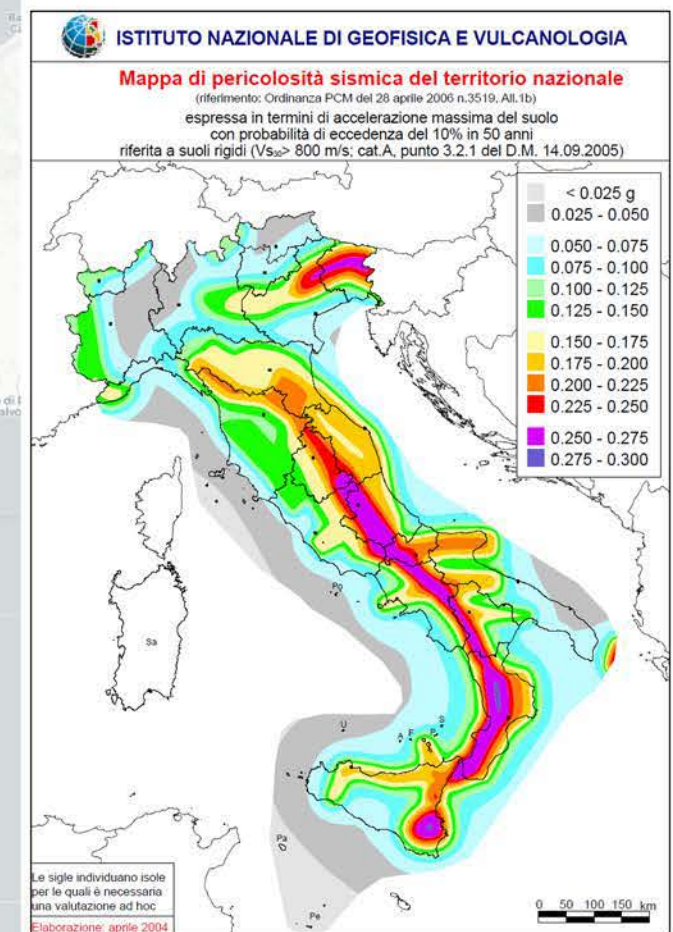 ISTITUTO NAZIONALE DI GEOFISICA E VULCANOLOGIA
Mappa di pericolosità sismica del territorio nazionale
(riferimento: Ordinanza PCM del 28 aprile 2006 n.3519, All.1b)
espressa in termini di accelerazione massima del suolo
con probabilità di eccedenza del 10% in 50 anni
riferita a suoli rigidi (Vs₃₀> 800 m/s; cat.A, punto 3.2.1 del D.M. 14.09.2005)
< 0.025 g
0.025 - 0.050
0.050 - 0.075
0.075 - 0.100
0.100 - 0.125
0.125 - 0.150
0.150 - 0.175
0.175 - 0.200
0.200 - 0.225
0.225 - 0.250
0.250 - 0.275
0.275 - 0.300
Po
Sa
U
A
F
P
S
Pa
Pe
Le sigle individuano isole
per le quali è necessaria
una valutazione ad hoc
Elaborazione: aprile 2004
0 50 100 150 km